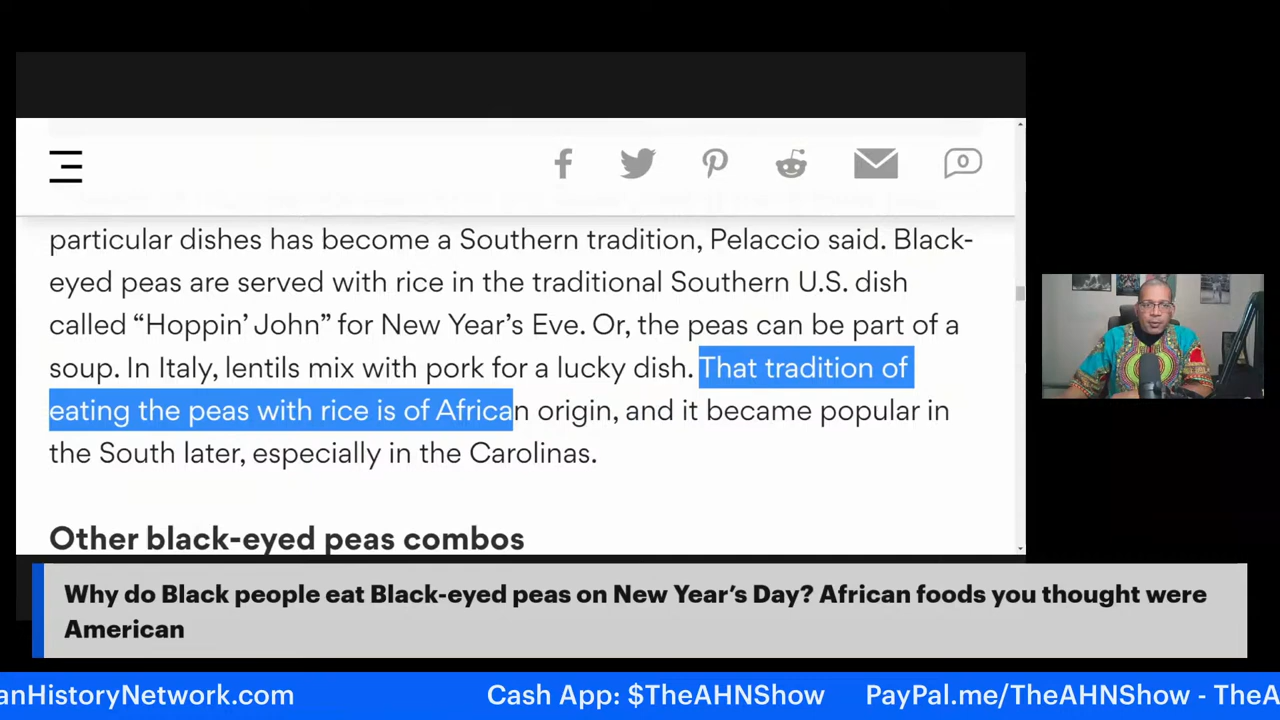 0
particular dishes has become a Southern tradition, Pelaccio said. Black-
eyed peas are served with rice in the traditional Southern U.S. dish
called “Hoppin’ John” for New Year’s Eve. Or, the peas can be part of a
soup. In Italy, lentils mix with pork for a lucky dish. That tradition of
eating the peas with rice is of African origin, and it became popular in
the South later, especially in the Carolinas.
Other black-eyed peas combos
Why do Black people eat Black-eyed peas on New Year’s Day? African foods you thought were
American
anHistoryNetwork.com Cash App: $TheAHNShow PayPal.me/TheAHNShow - TheA